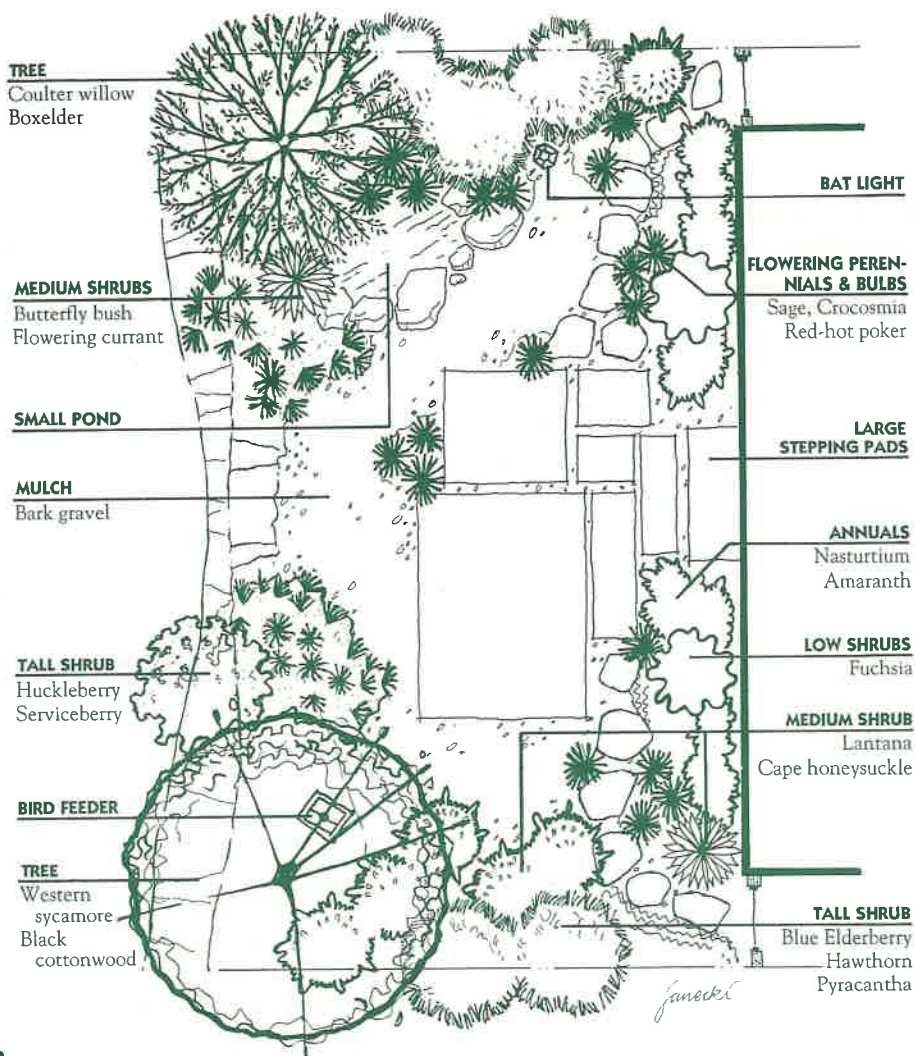 TREE
Coulter willow
Boxelder
MEDIUM SHRUBS
Butterfly bush
Flowering currant
SMALL POND
MULCH
Bark gravel
TALL SHRUB
Huckleberry
Serviceberry
BIRD FEEDER
TREE
Western
sycamore
Black
cottonwood
BAT LIGHT
FLOWERING PEREN-
NIALS & BULBS
Sage, Crocosmia
Red-hot poker
LARGE
STEPPING PADS
ANNUALS
Nasturtium
Amaranth
LOW SHRUBS
Fuchsia
MEDIUM SHRUB
Lantana
Cape honeysuckle
TALL SHRUB
Blue Elderberry
Hawthorn
Pyracantha
janecki